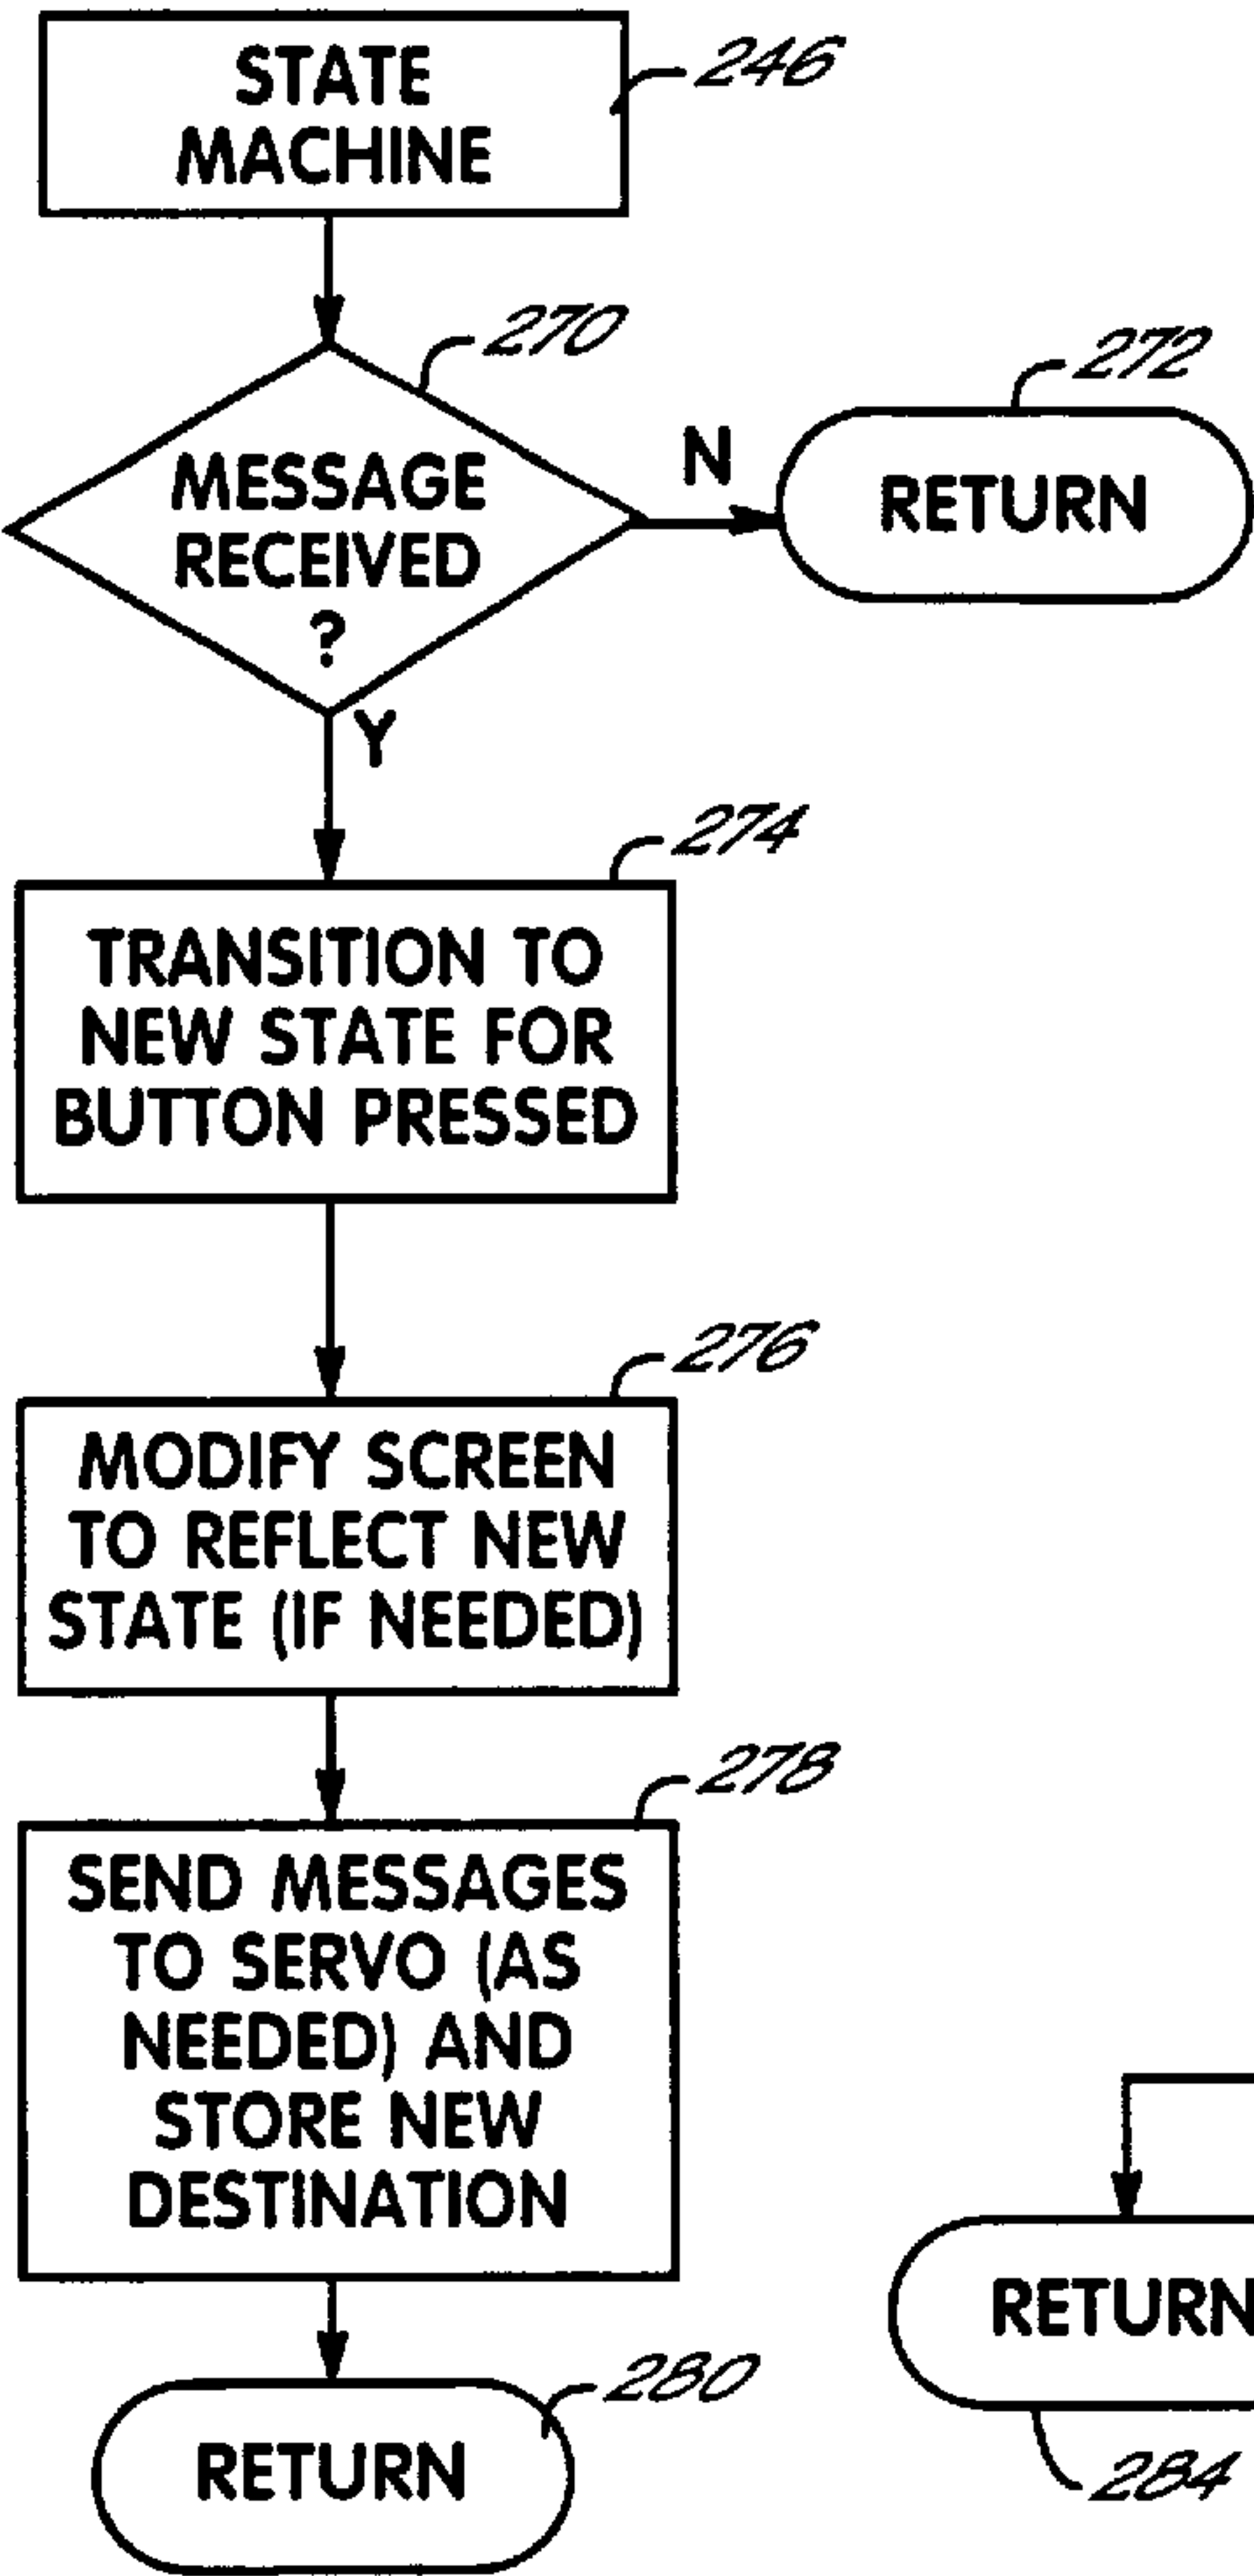 STATE
MACHINE
246
270
MESSAGE
RECEIVED
?
N
272
RETURN
Y
274
TRANSITION TO
NEW STATE FOR
BUTTON PRESSED
276
MODIFY SCREEN
TO REFLECT NEW
STATE (IF NEEDED)
278
SEND MESSAGES
TO SERVO (AS
NEEDED) AND
STORE NEW
DESTINATION
280
RETURN
RETURN
284